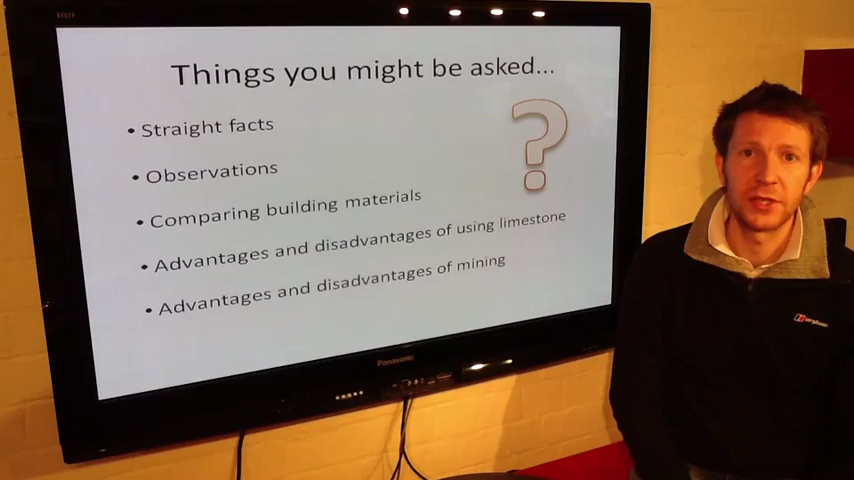 Things you might be asked...
• Straight facts
• Observations
• Comparing building materials
• Advantages and disadvantages of using limestone
• Advantages and disadvantages of mining
?
Panasonic
berghaus